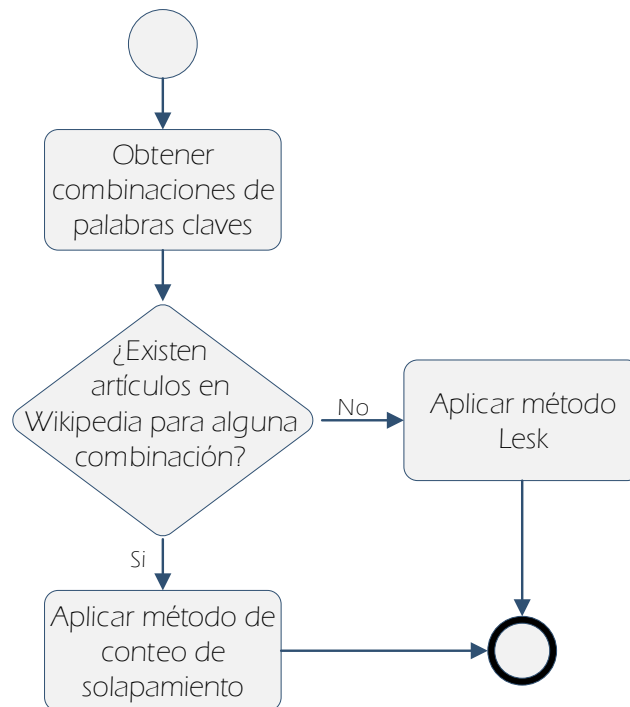 Obtener
combinaciones de
palabras claves
¿Existen
artículos en
Wikipedia para alguna
combinación?
No
Aplicar método
Lesk
Si
Aplicar método de
conteo de
solapamiento